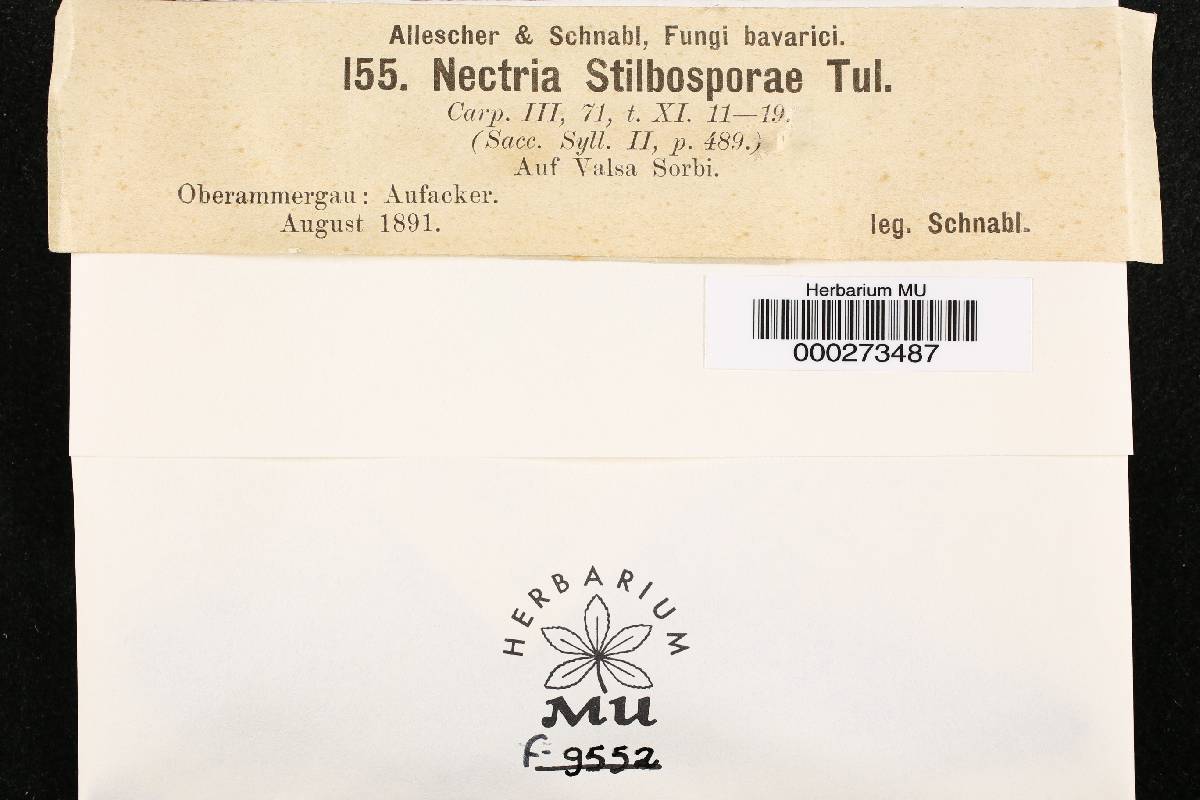 Allescher & Schnabl, Fungi bavarici.
155. Nectria Stilbosporae Tul.
Carp. III, 71, t. XI. 11—19.
(Sacc. Syll. II, p. 489.)
Auf Valsa Sorbi.
Oberammergau: Aufacker.
August 1891.
leg. Schnabl.
Herbarium MU
000273487
HERBARIUM
MU
F-9552